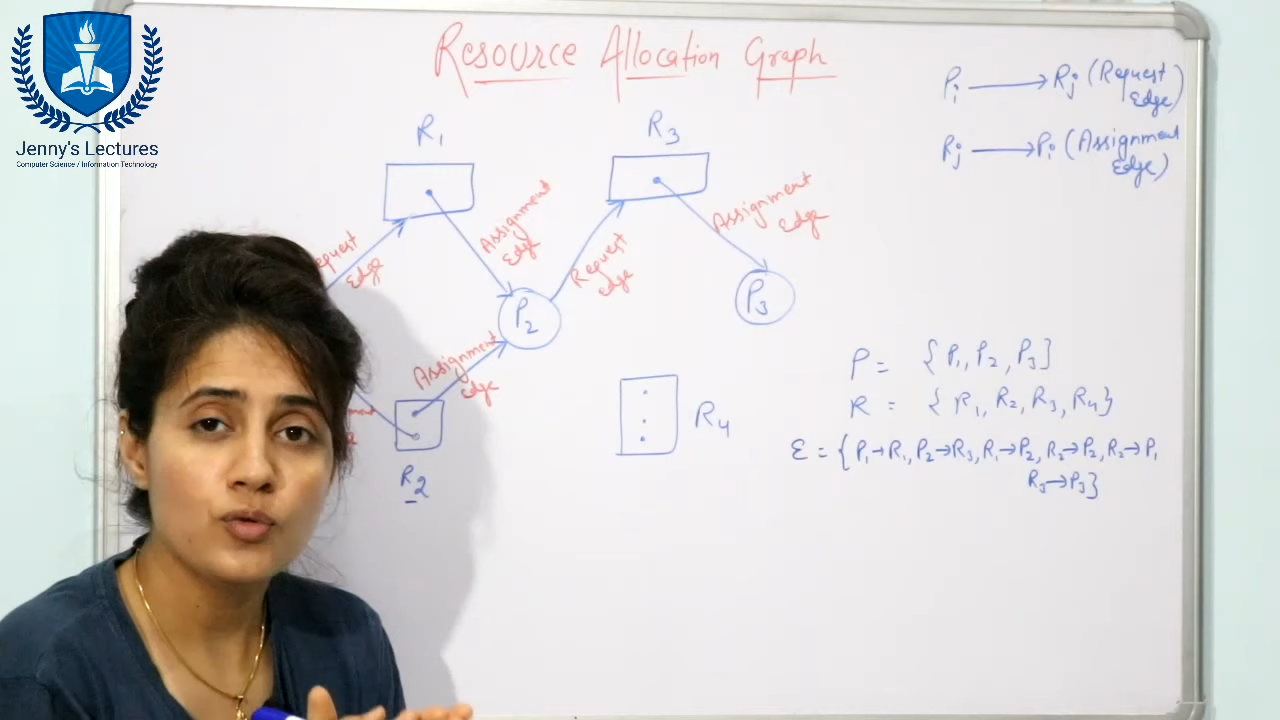 Jenny's Lectures
Computer Science / Information Technology
Resource Allocation Graph
Pi → Rj (Request
Edge)
Rj → Pi (Assignment
Edge)
R1
R3
Assignment
Edge
Assignment
Edge
Request
Edge
Request
Edge
P2
P3
Assignment
Edge
R2
R4
P = {P1, P2, P3}
R = {R1, R2, R3, R4}
E = {P1→R1, P2→R3, R1→P2, R2→P2, R2→P1
R3→P3}